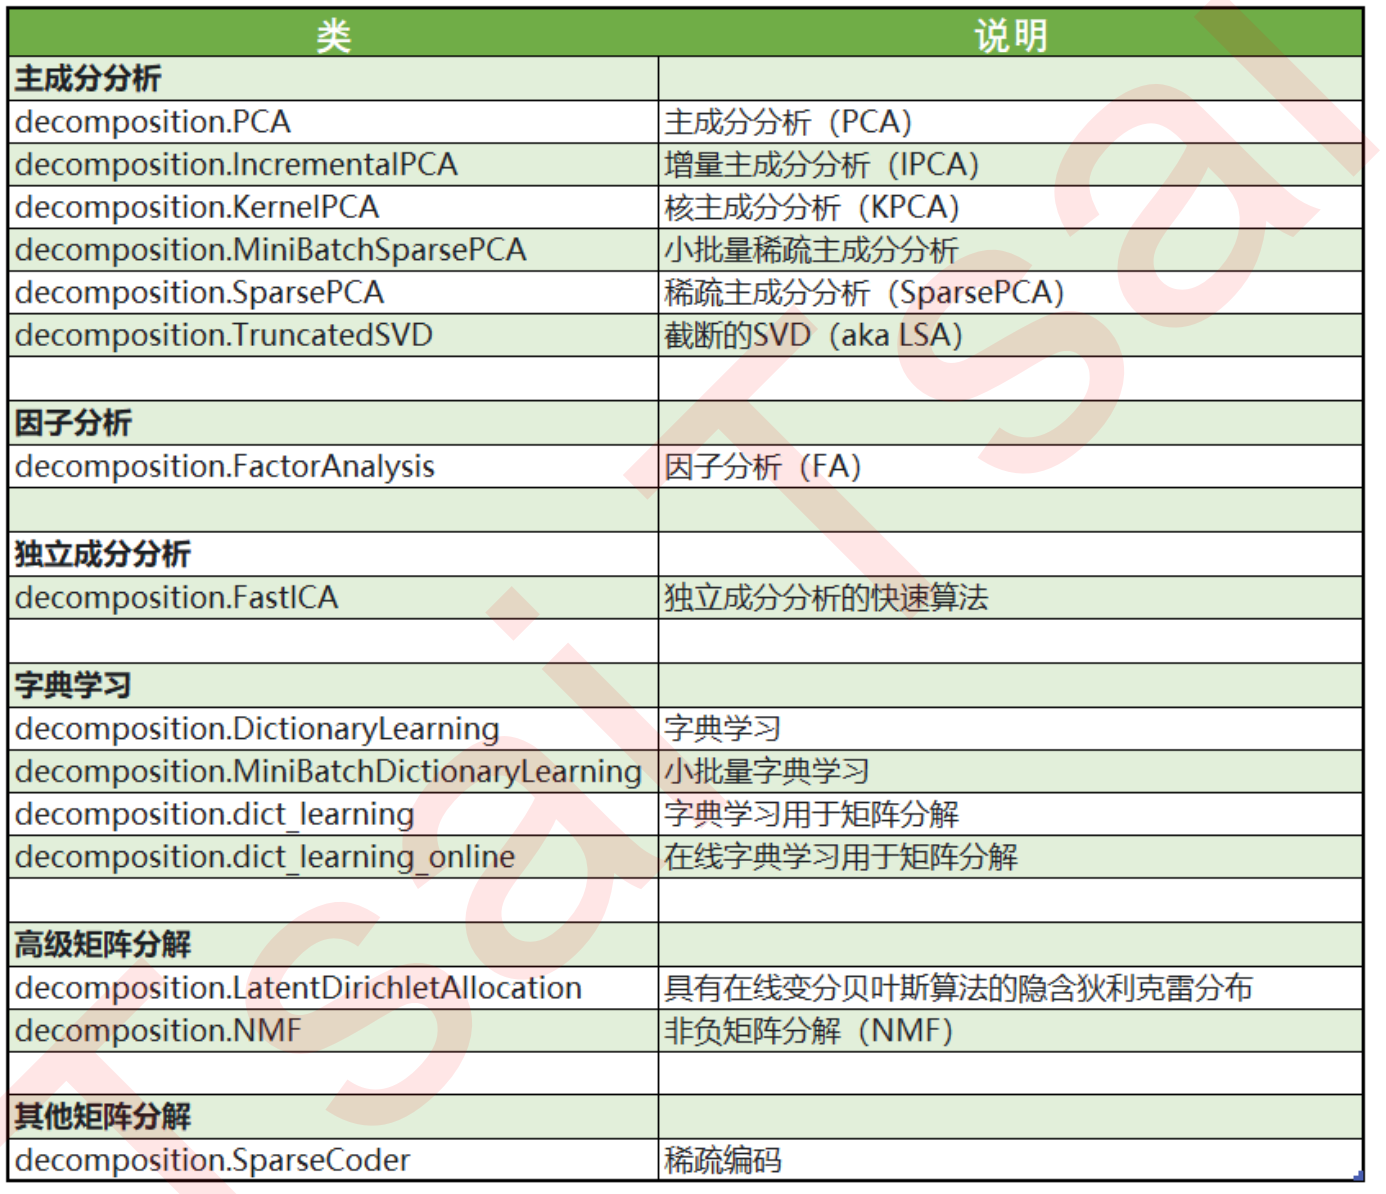 类 说明
主成分分析
decomposition.PCA 主成分分析（PCA）
decomposition.IncrementalPCA 增量主成分分析（IPCA）
decomposition.KernelPCA 核主成分分析（KPCA）
decomposition.MiniBatchSparsePCA 小批量稀疏主成分分析
decomposition.SparsePCA 稀疏主成分分析（SparsePCA）
decomposition.TruncatedSVD 截断的SVD（aka LSA）
因子分析
decomposition.FactorAnalysis 因子分析（FA）
独立成分分析
decomposition.FastICA 独立成分分析的快速算法
字典学习
decomposition.DictionaryLearning 字典学习
decomposition.MiniBatchDictionaryLearning 小批量字典学习
decomposition.dict_learning 字典学习用于矩阵分解
decomposition.dict_learning_online 在线字典学习用于矩阵分解
高级矩阵分解
decomposition.LatentDirichletAllocation 具有在线变分贝叶斯算法的隐含狄利克雷分布
decomposition.NMF 非负矩阵分解（NMF）
其他矩阵分解
decomposition.SparseCoder 稀疏编码
Tsai Tsai